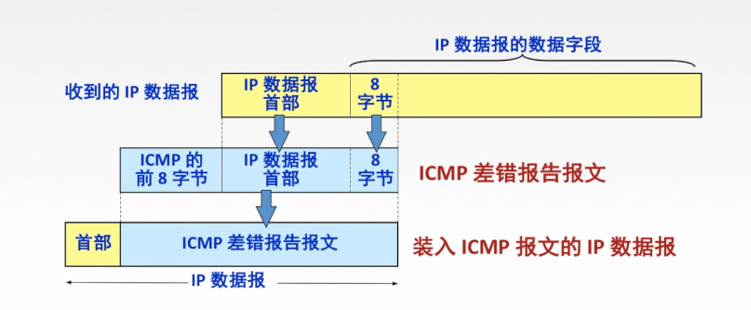 IP 数据报的数据字段
收到的 IP 数据报
IP 数据报
首部
8
字节
ICMP 的
前 8 字节
IP 数据报
首部
8
字节
ICMP 差错报告报文
首部
ICMP 差错报告报文
装入 ICMP 报文的 IP 数据报
IP 数据报